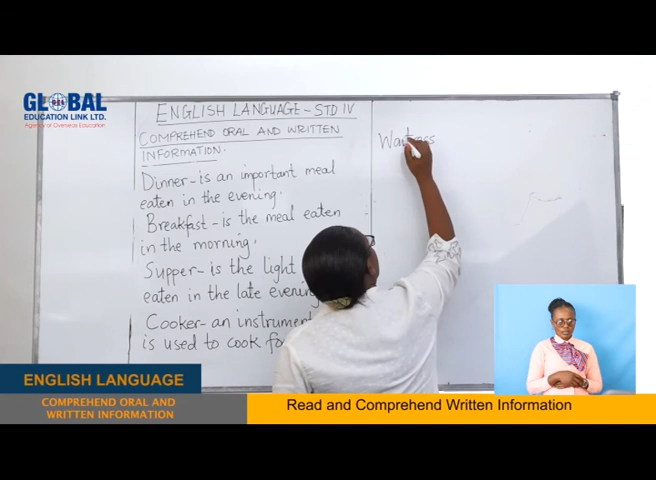 GLOBAL
EDUCATION LINK LTD.
Agency of Overseas Education
ENGLISH LANGUAGE - STD IV
COMPREHEND ORAL AND WRITTEN
INFORMATION.
Dinner - is an important meal
eaten in the evening.
Breakfast - is the meal eaten
in the morning.
Supper - is the light
eaten in the late evening
Cooker - an instrument
is used to cook
Waitress
ENGLISH LANGUAGE
COMPREHEND ORAL AND
WRITTEN INFORMATION
Read and Comprehend Written Information